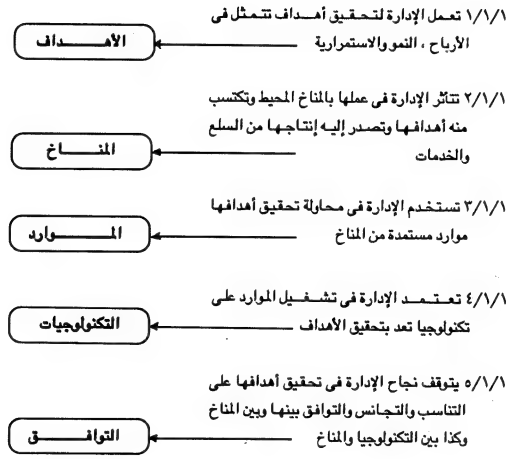 ١/١/١ تعمل الإدارة لتحقيق أهداف تتمثل فى
الأرباح ، النمو والاستمرارية
الأهــداف
٢/١/١ تتأثر الإدارة فى عملها بالمناخ المحيط وتكتسب
منه أهدافها وتصدر إليه إنتاجها من السلع
والخدمات
المنـــاخ
٣/١/١ تستخدم الإدارة فى محاولة تحقيق أهدافها
موارد مستمدة من المناخ
المـــوارد
٤/١/١ تعتمد الإدارة فى تشغيل الموارد على
تكنولوجيا تعد بتحقيق الأهداف
التكنولوجيات
٥/١/١ يتوقف نجاح الإدارة فى تحقيق أهدافها على
التناسب والتجانس والتوافق بينها وبين المناخ
وكذا بين التكنولوجيا والمناخ
التوافـــق